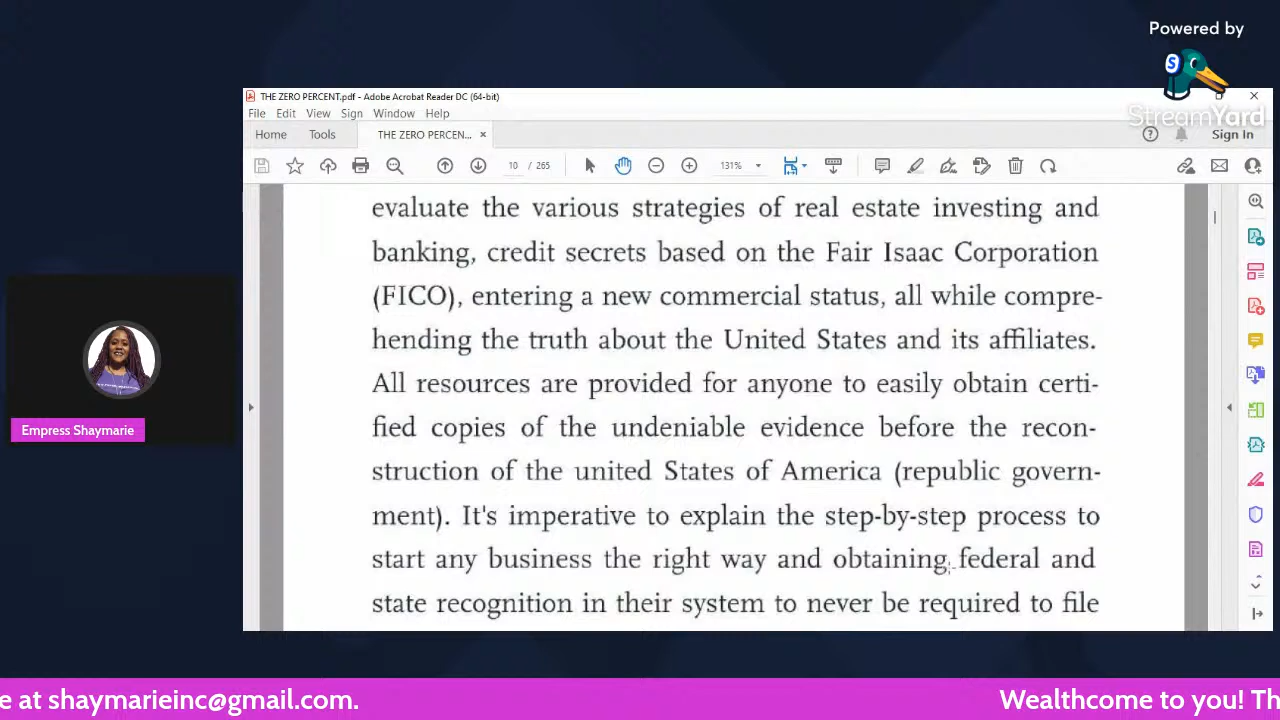 Powered by
StreamYard
THE ZERO PERCENT.pdf - Adobe Acrobat Reader DC (64-bit)
File Edit View Sign Window Help
Home Tools THE ZERO PERCEN... × Sign In
10 / 265 131%
evaluate the various strategies of real estate investing and
banking, credit secrets based on the Fair Isaac Corporation
(FICO), entering a new commercial status, all while compre-
hending the truth about the United States and its affiliates.
All resources are provided for anyone to easily obtain certi-
fied copies of the undeniable evidence before the recon-
struction of the united States of America (republic govern-
ment). It's imperative to explain the step-by-step process to
start any business the right way and obtaining federal and
state recognition in their system to never be required to file
Empress Shaymarie
e at shaymarieinc@gmail.com. Wealthcome to you! Th